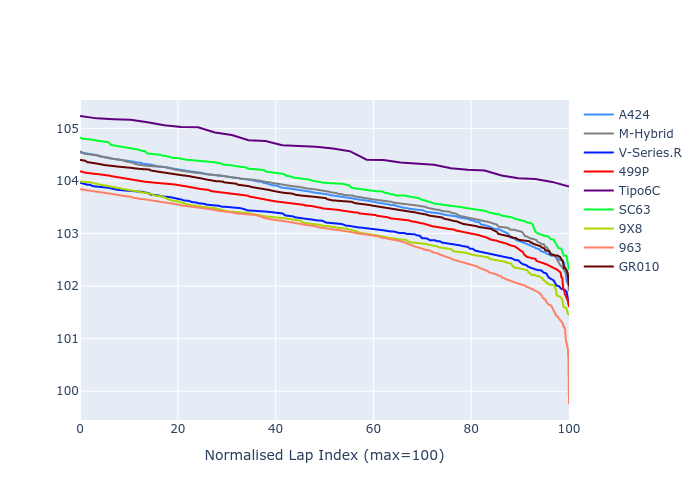 105
104
103
102
101
100
0
20
40
60
80
100
Normalised Lap Index (max=100)
A424
M-Hybrid
V-Series.R
499P
Tipo6C
SC63
9X8
963
GR010